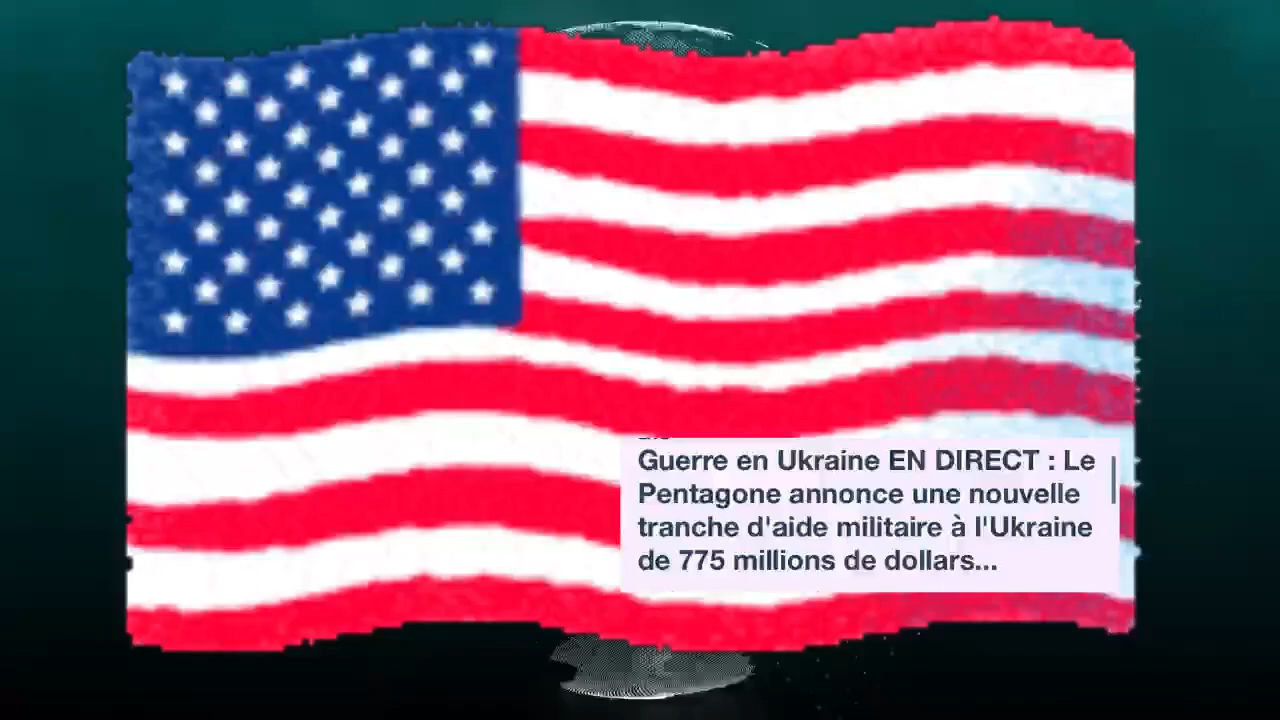 Guerre en Ukraine EN DIRECT : Le
Pentagone annonce une nouvelle
tranche d'aide militaire à l'Ukraine
de 775 millions de dollars...